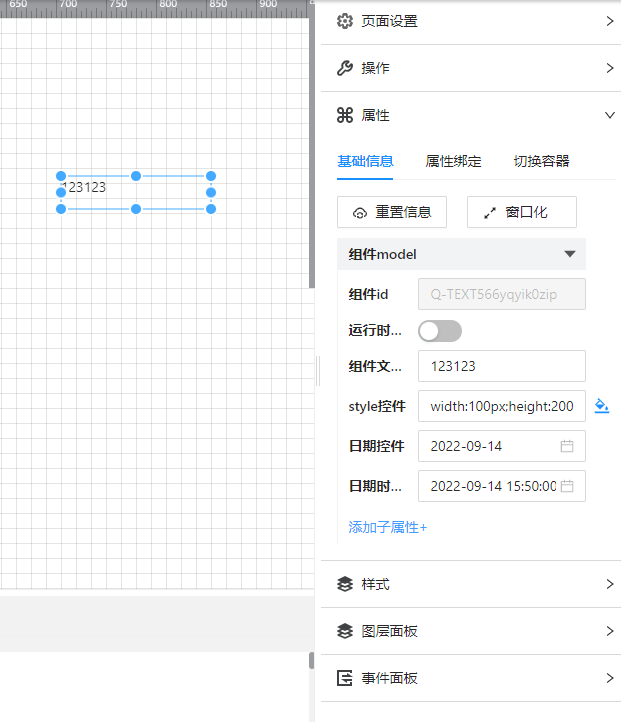 650 700 750 800 850 900
123123
页面设置
操作
属性
基础信息 属性绑定 切换容器
重置信息 窗口化
组件model
组件id Q-TEXT566yqyik0zip
运行时...
组件文... 123123
style控件 width:100px;height:200
日期控件 2022-09-14
日期时... 2022-09-14 15:50:00
添加子属性+
样式
图层面板
事件面板